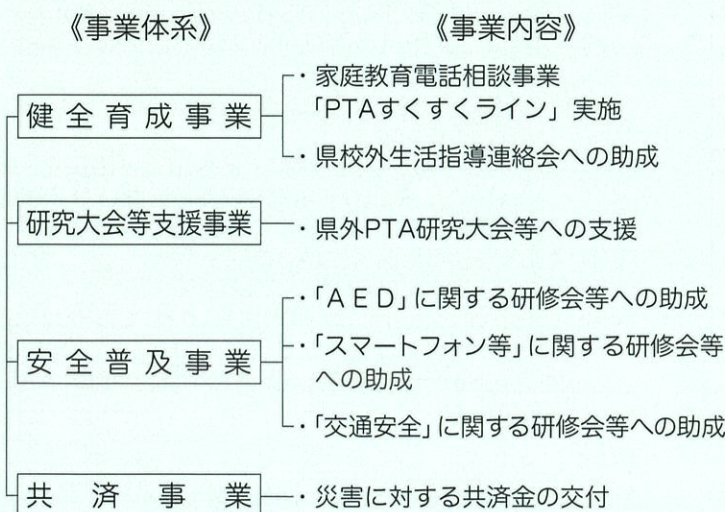 《事業体系》 《事業内容》
健全育成事業
・家庭教育電話相談事業
「PTAすくすくライン」実施
・県校外生活指導連絡会への助成
研究大会等支援事業
・県外PTA研究大会等への支援
安全普及事業
・「AED」に関する研修会等への助成
・「スマートフォン等」に関する研修会等
への助成
・「交通安全」に関する研修会等への助成
共済事業
・災害に対する共済金の交付